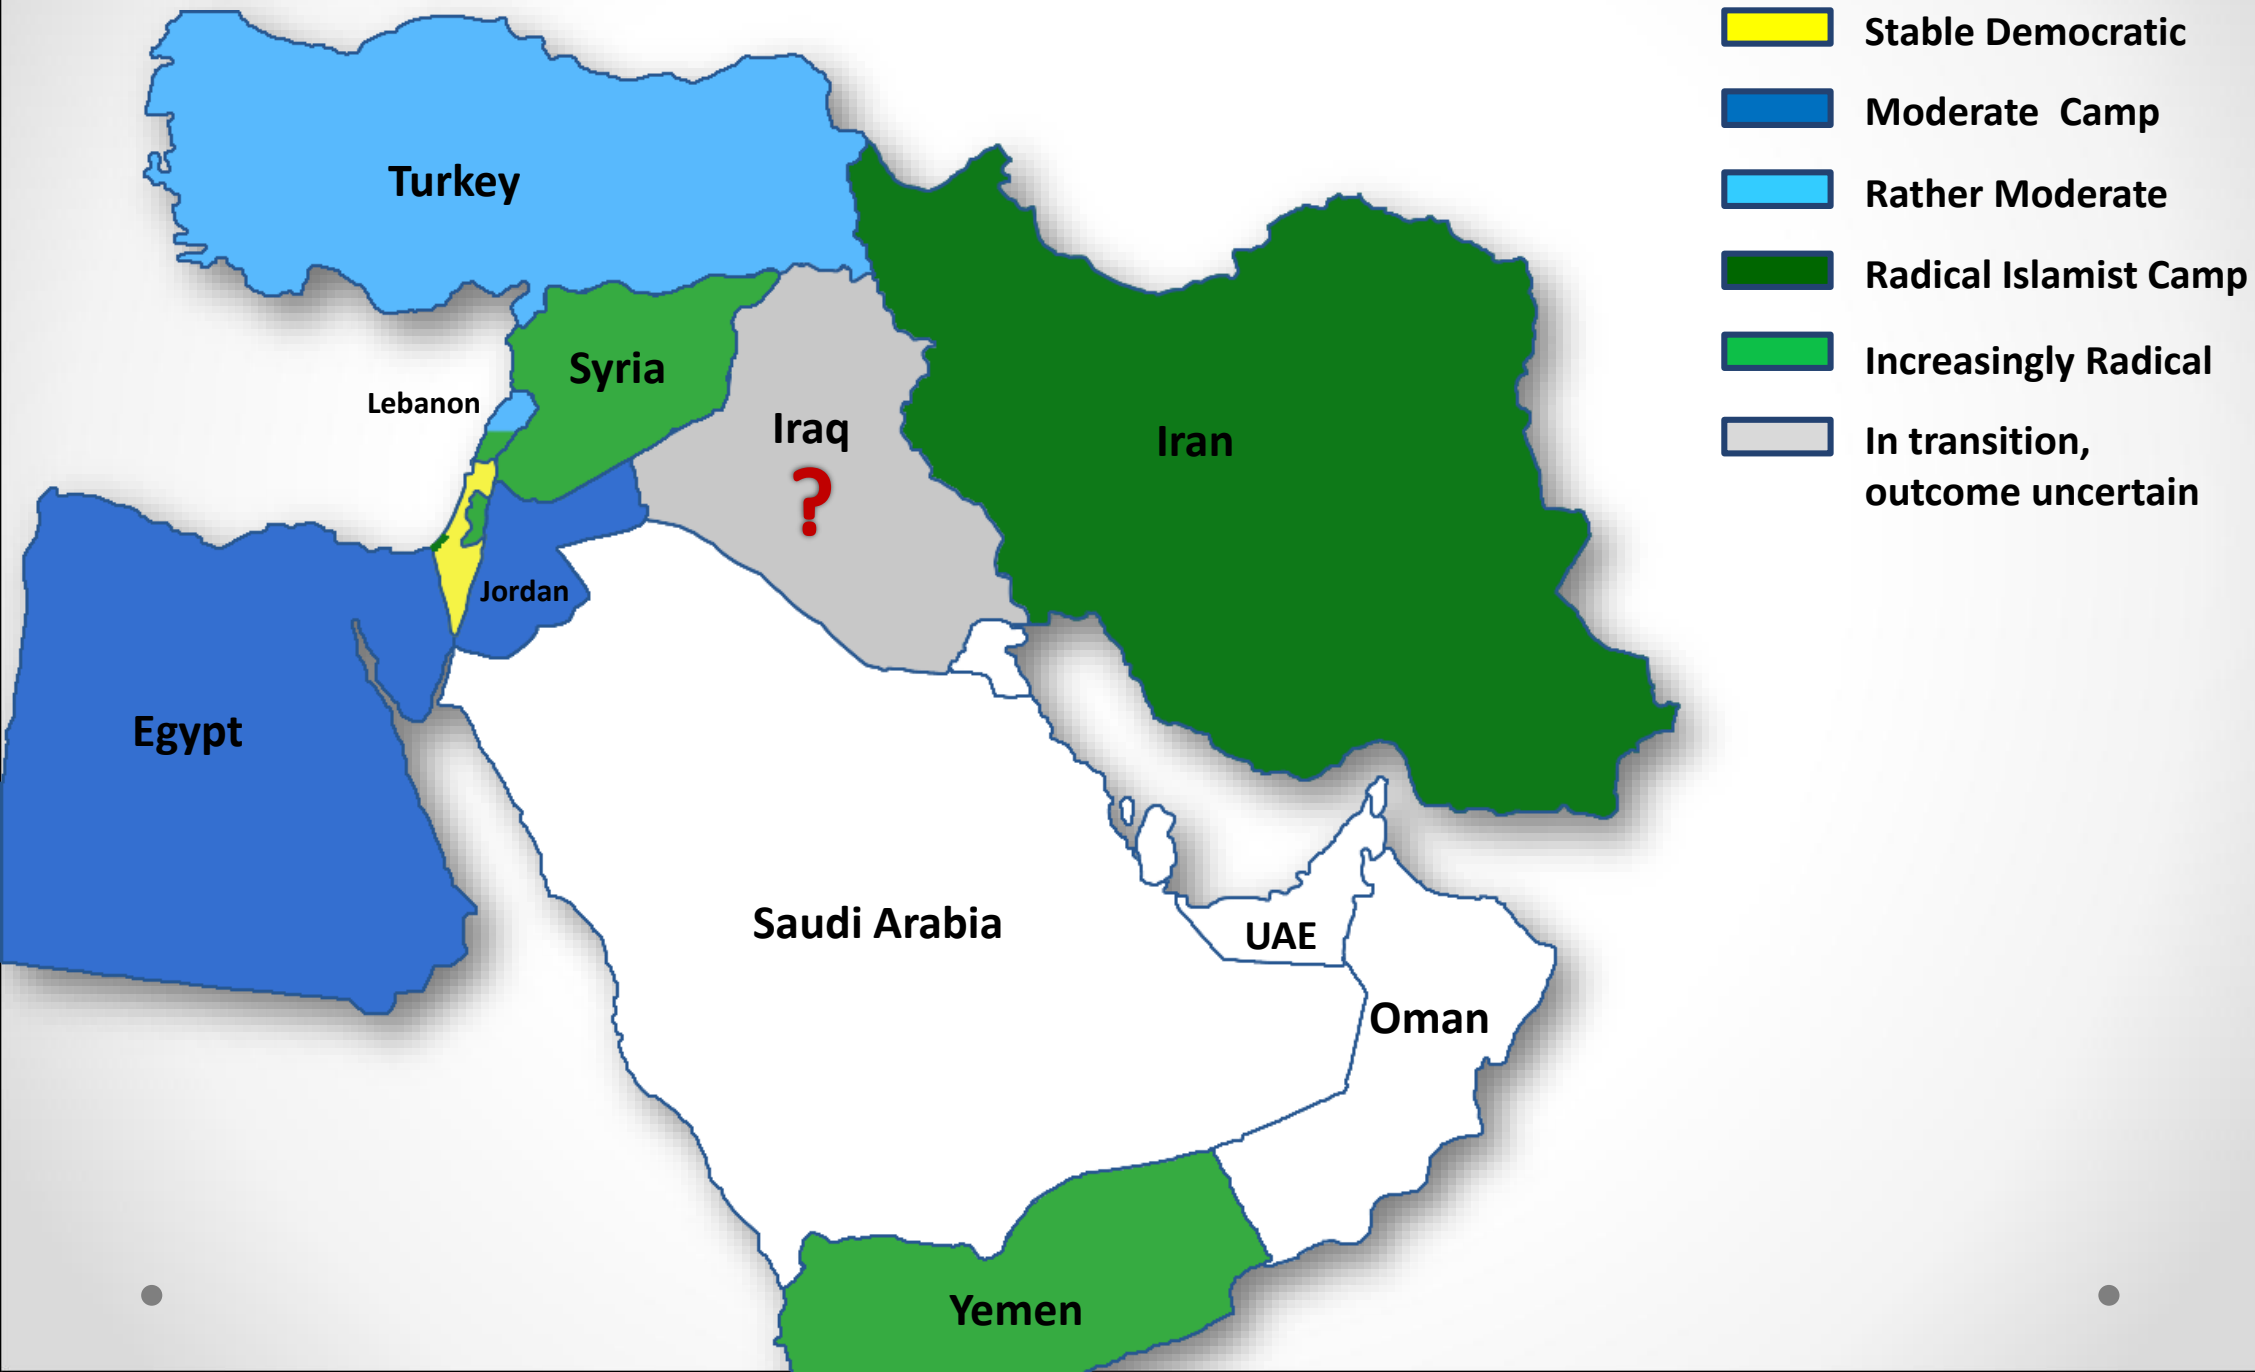 Stable Democratic
Moderate  Camp
Rather Moderate
Radical Islamist Camp
Increasingly Radical
In transition,
outcome uncertain
Turkey
Syria
Lebanon
Iraq
?
Iran
Jordan
Egypt
Saudi Arabia
UAE
Oman
Yemen